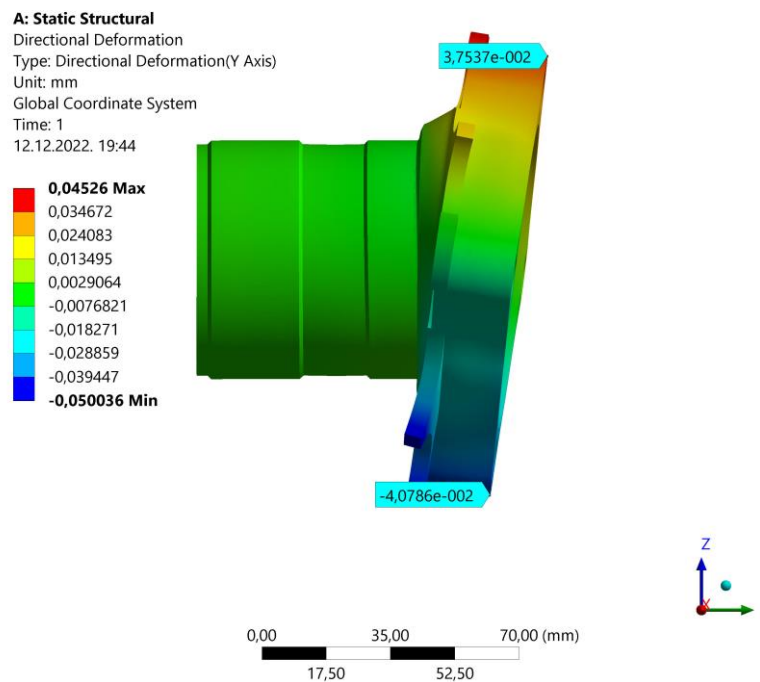 A: Static Structural
Directional Deformation
Type: Directional Deformation(Y Axis)
Unit: mm
Global Coordinate System
Time: 1
12.12.2022. 19:44
0,04526 Max
0,034672
0,024083
0,013495
0,0029064
-0,0076821
-0,018271
-0,028859
-0,039447
-0,050036 Min
3,7537e-002
-4,0786e-002
Z
X
0,00 35,00 70,00 (mm)
17,50 52,50